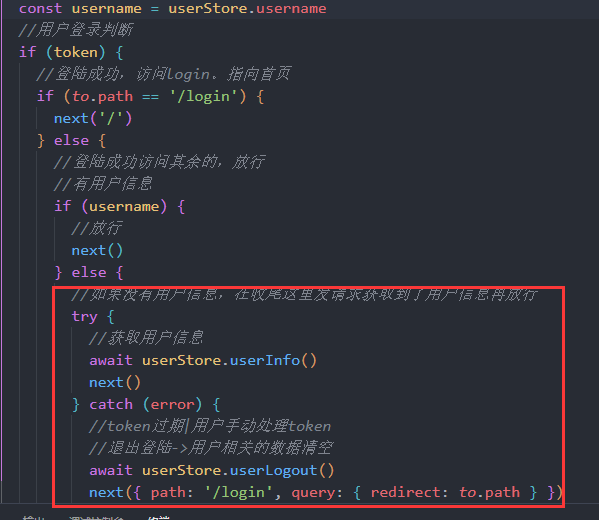 const username = userStore.username
//用户登录判断
if (token) {
//登陆成功，访问login。指向首页
if (to.path == '/login') {
next('/')
} else {
//登陆成功访问其余的，放行
//有用户信息
if (username) {
//放行
next()
} else {
//如果没有用户信息，在收尾这里发请求获取到了用户信息再放行
try {
//获取用户信息
await userStore.userInfo()
next()
} catch (error) {
//token过期|用户手动处理token
//退出登陆->用户相关的数据清空
await userStore.userLogout()
next({ path: '/login', query: { redirect: to.path } })